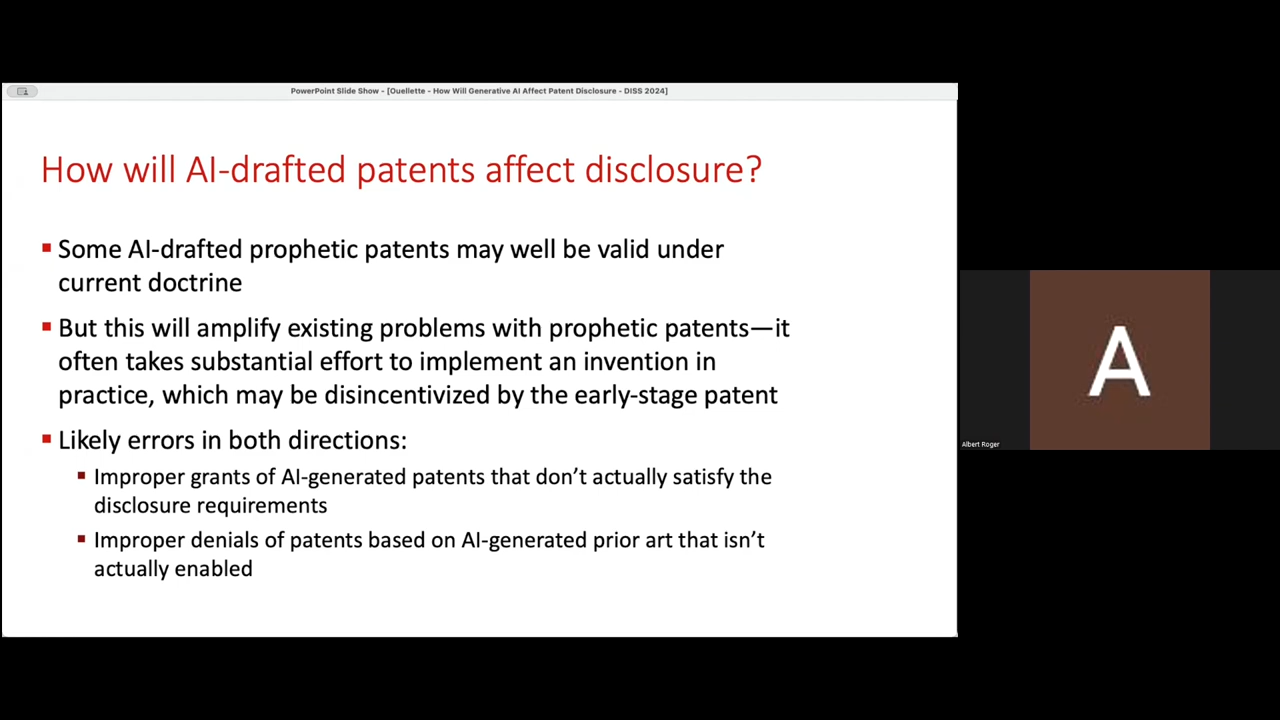 PowerPoint Slide Show - [Ouellette - How Will Generative AI Affect Patent Disclosure - DISS 2024]
How will AI-drafted patents affect disclosure?
▪ Some AI-drafted prophetic patents may well be valid under
current doctrine
▪ But this will amplify existing problems with prophetic patents—it
often takes substantial effort to implement an invention in
practice, which may be disincentivized by the early-stage patent
▪ Likely errors in both directions:
▪ Improper grants of AI-generated patents that don’t actually satisfy the
disclosure requirements
▪ Improper denials of patents based on AI-generated prior art that isn’t
actually enabled
A
Albert Roger